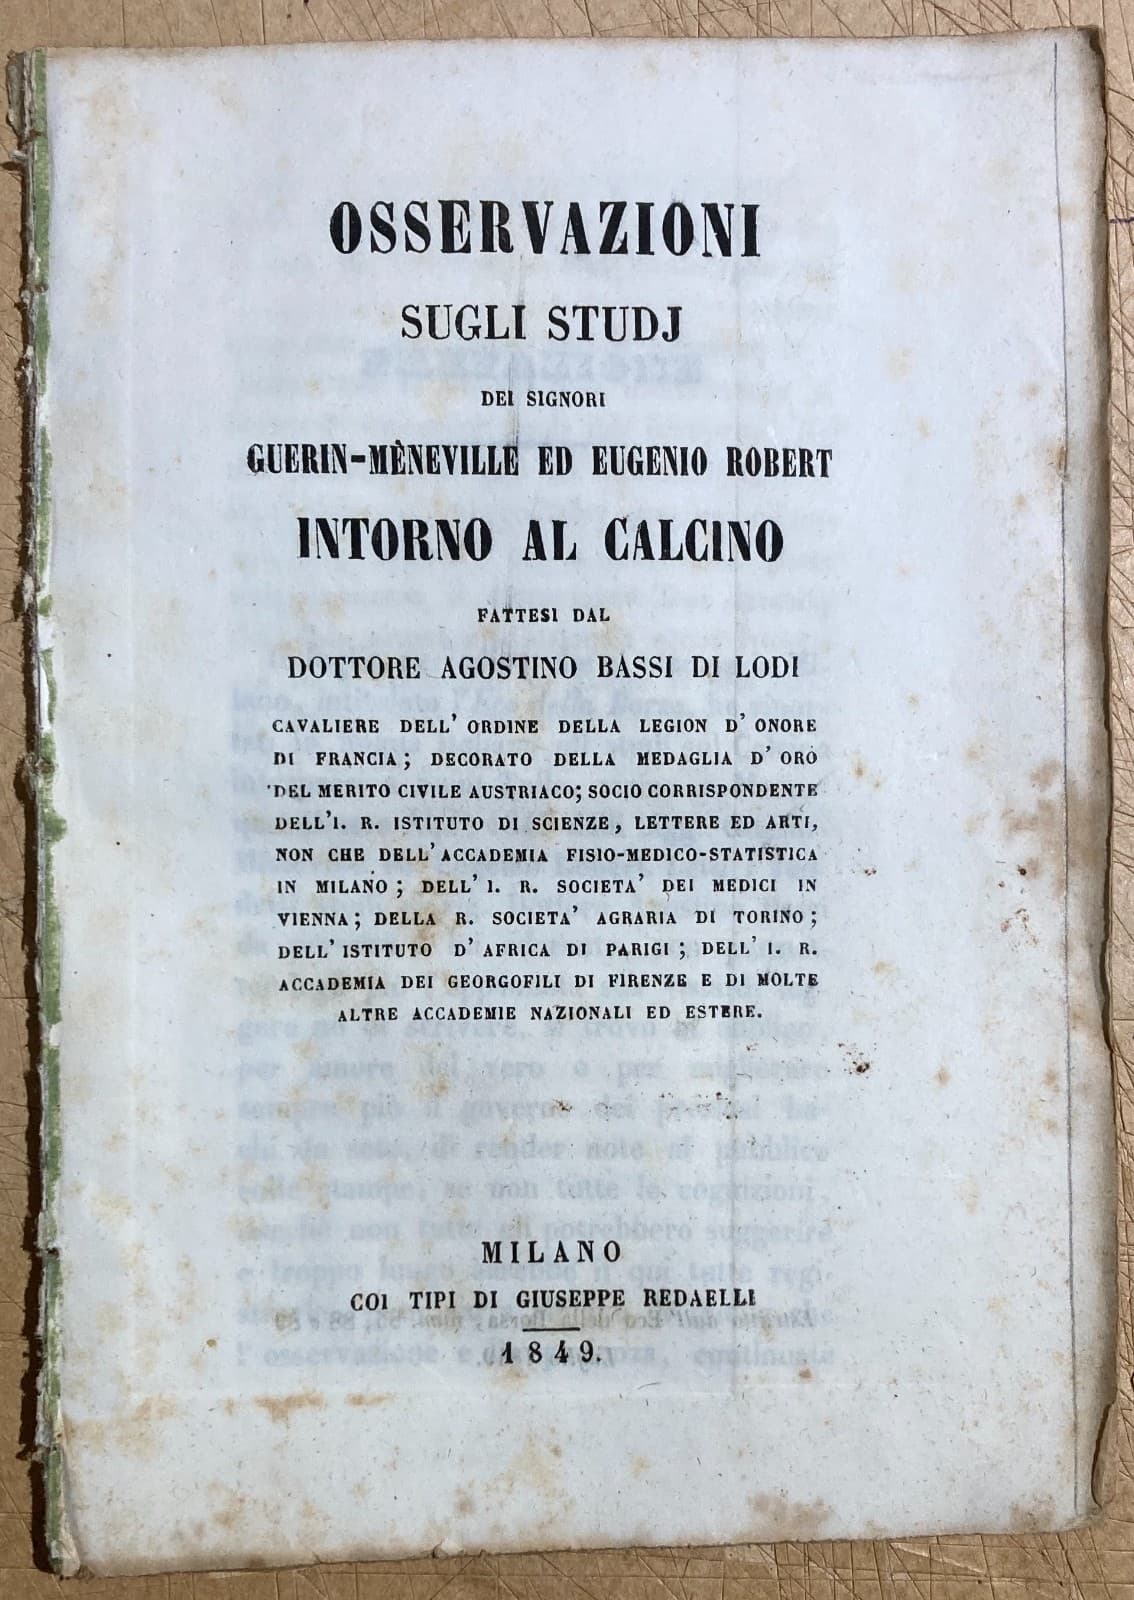 OSSERVAZIONI
SUGLI STUDJ
DEI SIGNORI
GUERIN-MÈNEVILLE ED EUGENIO ROBERT
INTORNO AL CALCINO
FATTESI DAL
DOTTORE AGOSTINO BASSI DI LODI
CAVALIERE DELL' ORDINE DELLA LEGION D' ONORE
DI FRANCIA; DECORATO DELLA MEDAGLIA D' ORO
DEL MERITO CIVILE AUSTRIACO; SOCIO CORRISPONDENTE
DELL'I. R. ISTITUTO DI SCIENZE, LETTERE ED ARTI,
NON CHE DELL'ACCADEMIA FISIO-MEDICO-STATISTICA
IN MILANO; DELL' I. R. SOCIETA' DEI MEDICI IN
VIENNA; DELLA R. SOCIETA' AGRARIA DI TORINO;
DELL'ISTITUTO D'AFRICA DI PARIGI; DELL' I. R.
ACCADEMIA DEI GEORGOFILI DI FIRENZE E DI MOLTE
ALTRE ACCADEMIE NAZIONALI ED ESTERE.
MILANO
COI TIPI DI GIUSEPPE REDAELLI
1849.